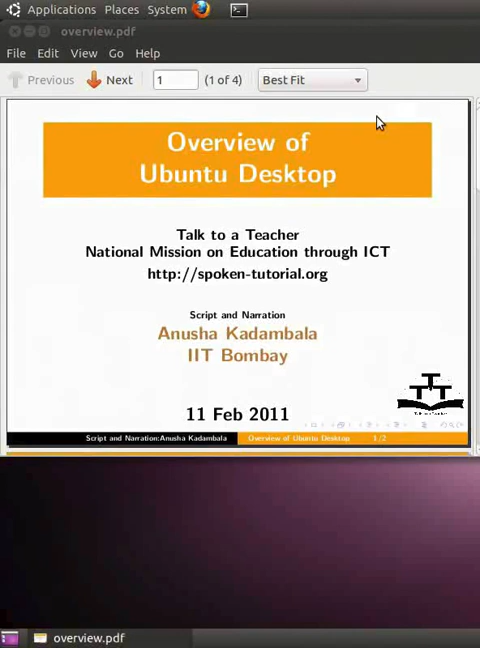 Applications Places System
overview.pdf
File Edit View Go Help
Previous Next 1 (1 of 4) Best Fit
Overview of
Ubuntu Desktop
Talk to a Teacher
National Mission on Education through ICT
http://spoken-tutorial.org
Script and Narration
Anusha Kadambala
IIT Bombay
11 Feb 2011
Script and Narration:Anusha Kadambala Overview of Ubuntu Desktop 1/2
overview.pdf